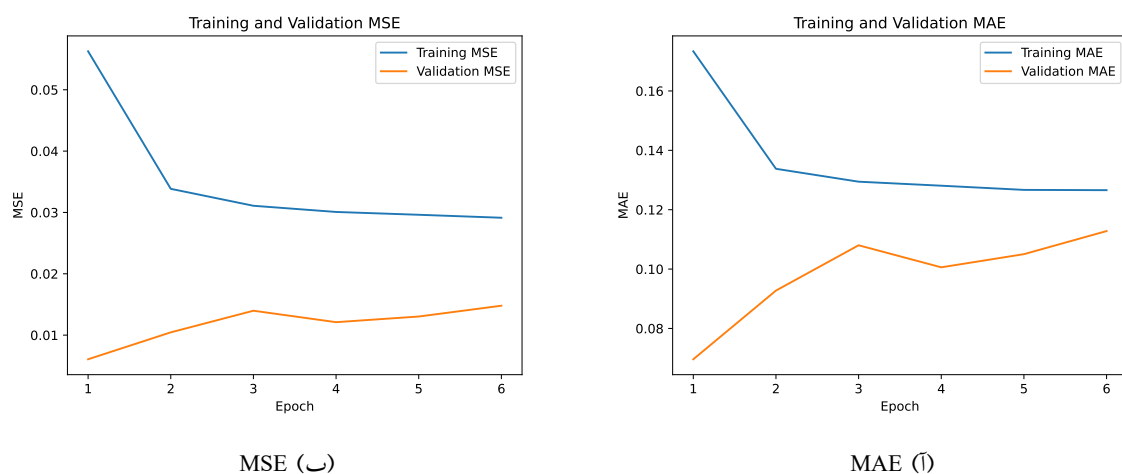 Training and Validation MSE
Training MSE
Validation MSE
0.05
0.04
0.03
0.02
0.01
MSE
1 2 3 4 5 6
Epoch
MSE (ب)
Training and Validation MAE
Training MAE
Validation MAE
0.16
0.14
0.12
0.10
0.08
MAE
1 2 3 4 5 6
Epoch
MAE (آ)